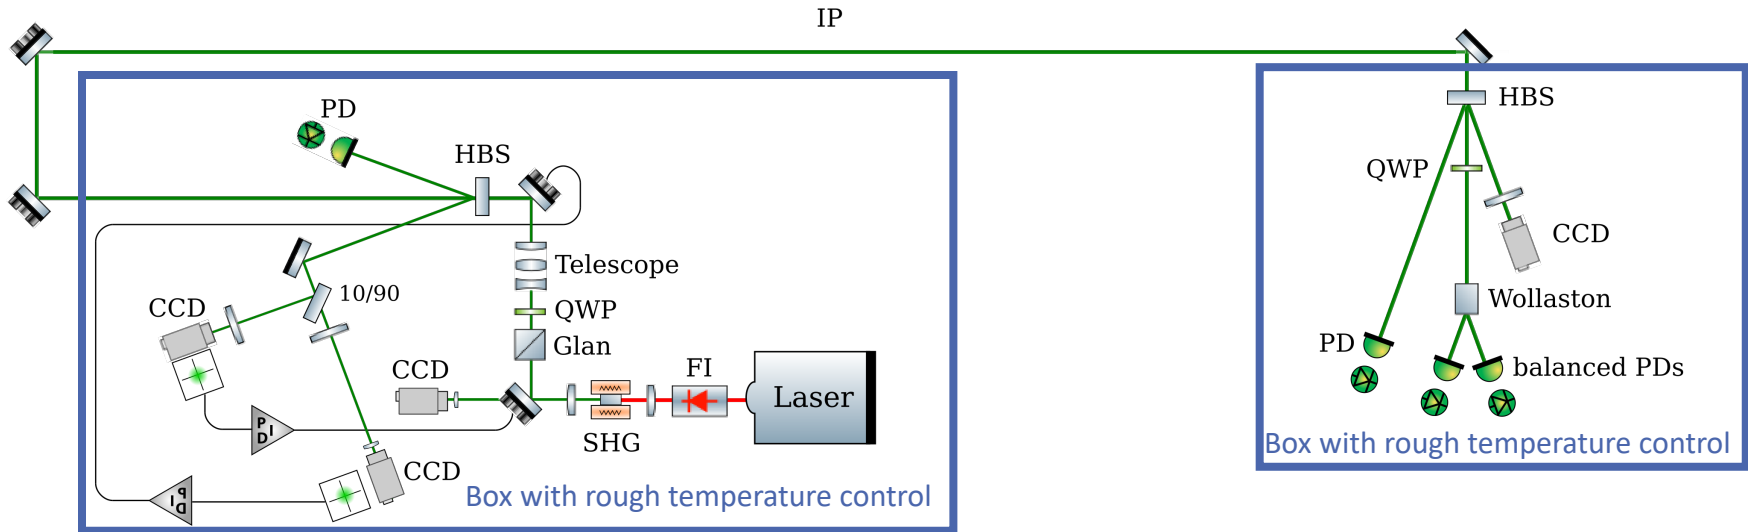 IP
PD
HBS
HBS
QWP
CCD
Telescope
10/90
CCD
QWP
Wollaston
Glan
PD
CCD
FI
balanced PDs
Laser
SHG
P I
D
Box with rough temperature control
CCD
P I
D
Box with rough temperature control